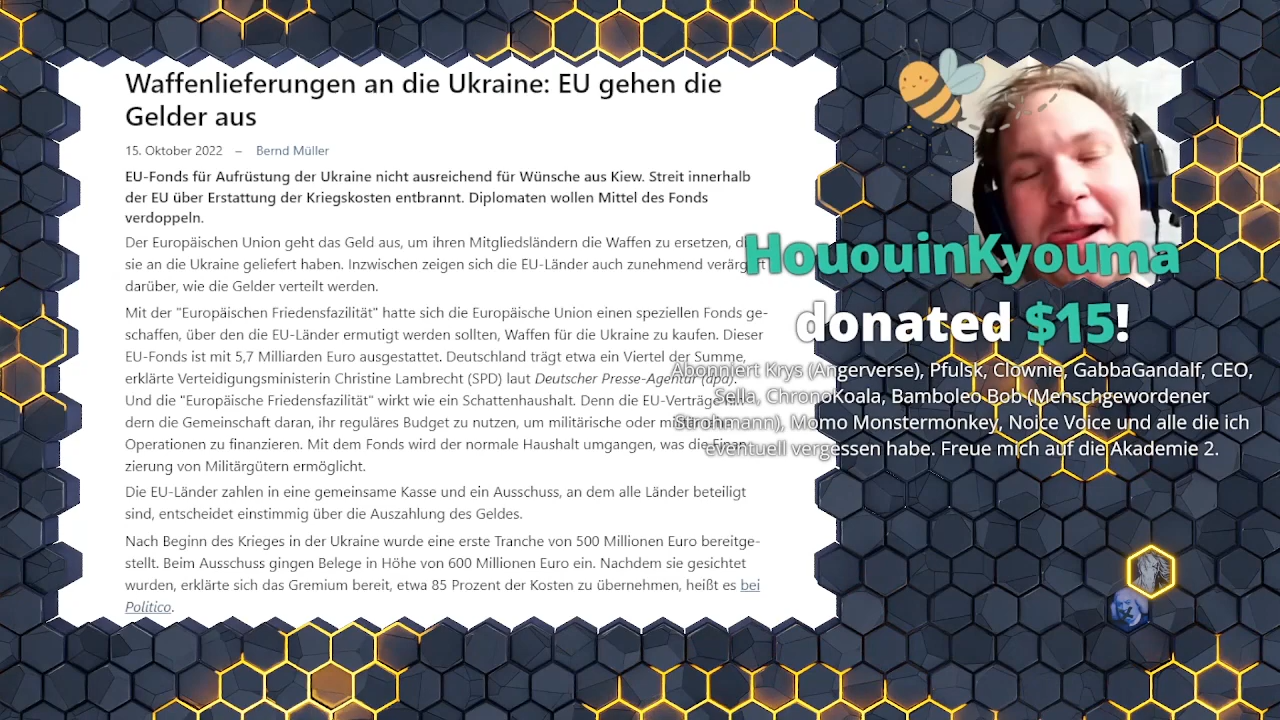 Waffenlieferungen an die Ukraine: EU gehen die
Gelder aus
15. Oktober 2022 – Bernd Müller
EU-Fonds für Aufrüstung der Ukraine nicht ausreichend für Wünsche aus Kiew. Streit innerhalb
der EU über Erstattung der Kriegskosten entbrannt. Diplomaten wollen Mittel des Fonds
verdoppeln.
Der Europäischen Union geht das Geld aus, um ihren Mitgliedsländern die Waffen zu ersetzen,
sie an die Ukraine geliefert haben. Inzwischen zeigen sich die EU-Länder auch zunehmend verärgert
darüber, wie die Gelder verteilt werden.
Mit der "Europäischen Friedensfazilität" hatte sich die Europäische Union einen speziellen Fonds ge-
schaffen, über den die EU-Länder ermutigt werden sollten, Waffen für die Ukraine zu kaufen. Dieser
EU-Fonds ist mit 5,7 Milliarden Euro ausgestattet. Deutschland trägt etwa ein Viertel der Summe,
erklärte Verteidigungsministerin Christine Lambrecht (SPD) laut Deutscher Presse-Agentur (dpa).
Und die "Europäische Friedensfazilität" wirkt wie ein Schattenhaushalt. Denn die EU-Verträge
dern die Gemeinschaft daran, ihr reguläres Budget zu nutzen, um militärische oder
Operationen zu finanzieren. Mit dem Fonds wird der normale Haushalt umgangen, was die Finan-
zierung von Militärgütern ermöglicht.
Die EU-Länder zahlen in eine gemeinsame Kasse und ein Ausschuss, an dem alle Länder beteiligt
sind, entscheidet einstimmig über die Auszahlung des Geldes.
Nach Beginn des Krieges in der Ukraine wurde eine erste Tranche von 500 Millionen Euro bereitge-
stellt. Beim Ausschuss gingen Belege in Höhe von 600 Millionen Euro ein. Nachdem sie gesichtet
wurden, erklärte sich das Gremium bereit, etwa 85 Prozent der Kosten zu übernehmen, heißt es bei
Politico.
HououinKyouma
donated $15!
Abonniert Krys (Angerverse), Pfulsk, Clownie, GabbaGandalf, CEO,
Sella, ChronoKoala, Bamboleo Bob (Menschgewordener
Strohmann), Momo Monstermonkey, Noice Voice und alle die ich
eventuell vergessen habe. Freue mich auf die Akademie 2.